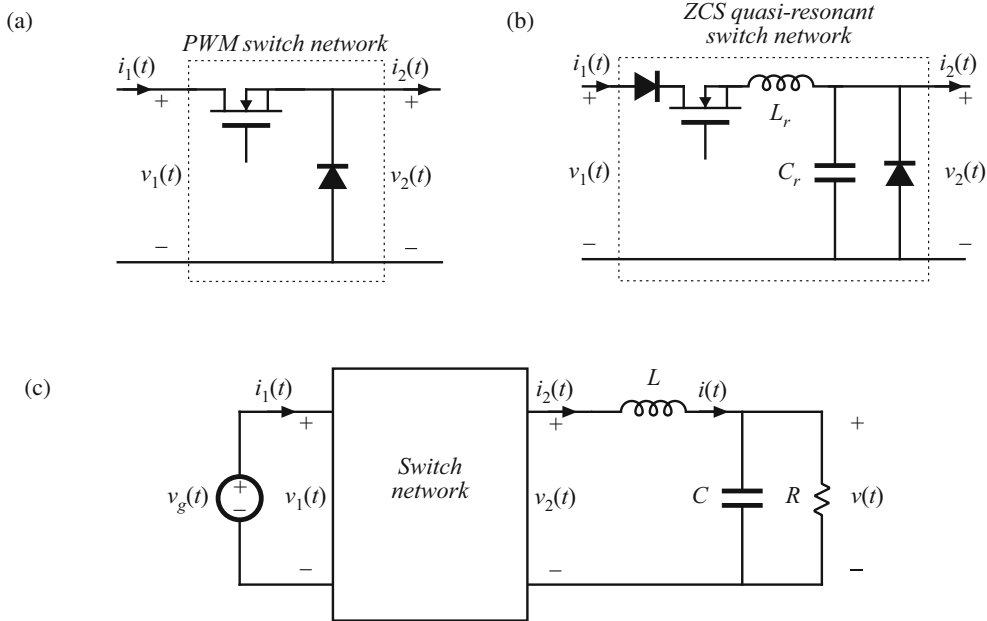 (a)
PWM switch network
i₁(t)
i₂(t)
+
+
v₁(t)
v₂(t)
–
–
(b)
ZCS quasi-resonant
switch network
i₁(t)
i₂(t)
+
+
Lᵣ
v₁(t)
Cᵣ
v₂(t)
–
–
(c)
i₁(t)
i₂(t)
L
i(t)
+
+
+
v_g(t)
+
–
v₁(t)
Switch
network
v₂(t)
C
R
v(t)
–
–
–